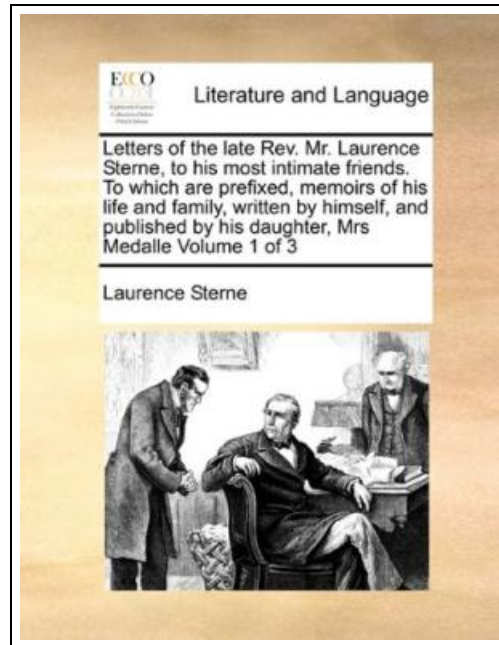 ECCO
Literature and Language
Letters of the late Rev. Mr. Laurence
Sterne, to his most intimate friends.
To which are prefixed, memoirs of his
life and family, written by himself, and
published by his daughter, Mrs
Medalle Volume 1 of 3
Laurence Sterne